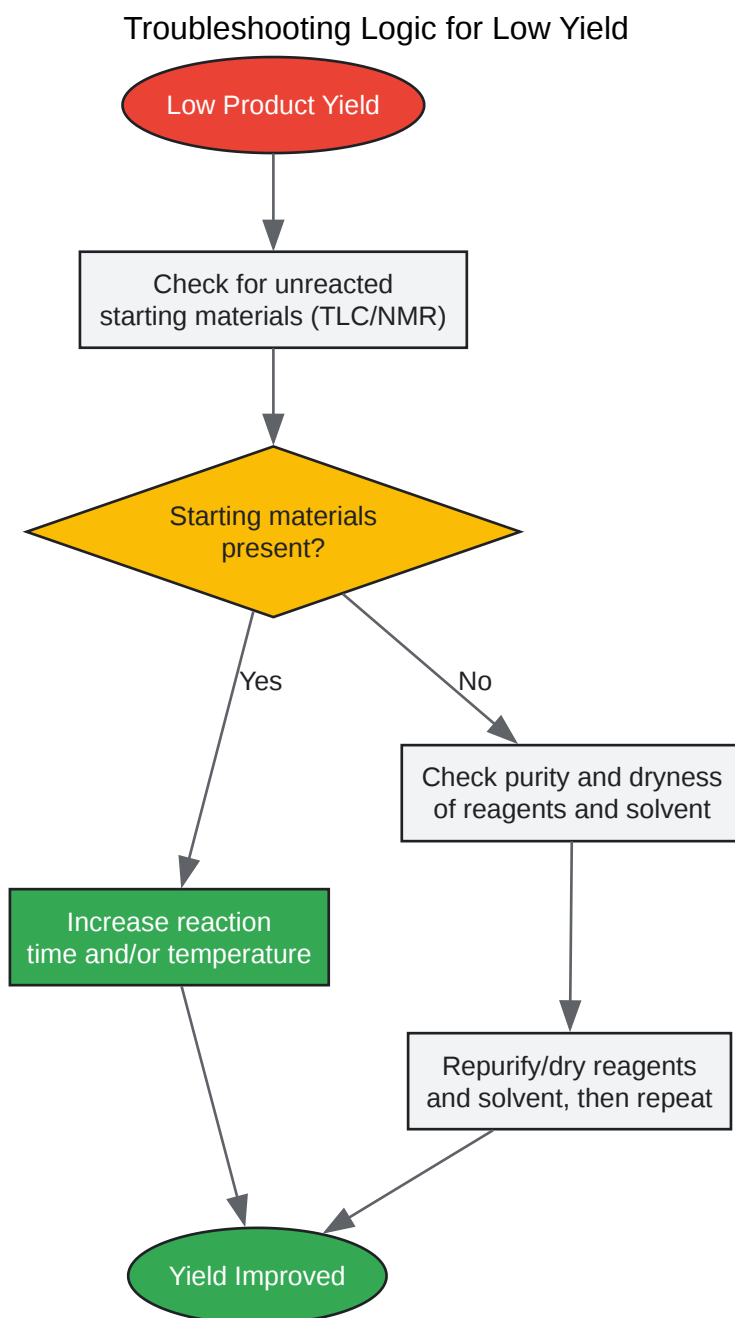 Troubleshooting Logic for Low Yield
Low Product Yield
Check for unreacted
starting materials (TLC/NMR)
Starting materials
present?
Yes
No
Check purity and dryness
of reagents and solvent
Increase reaction
time and/or temperature
Repurify/dry reagents
and solvent, then repeat
Yield Improved